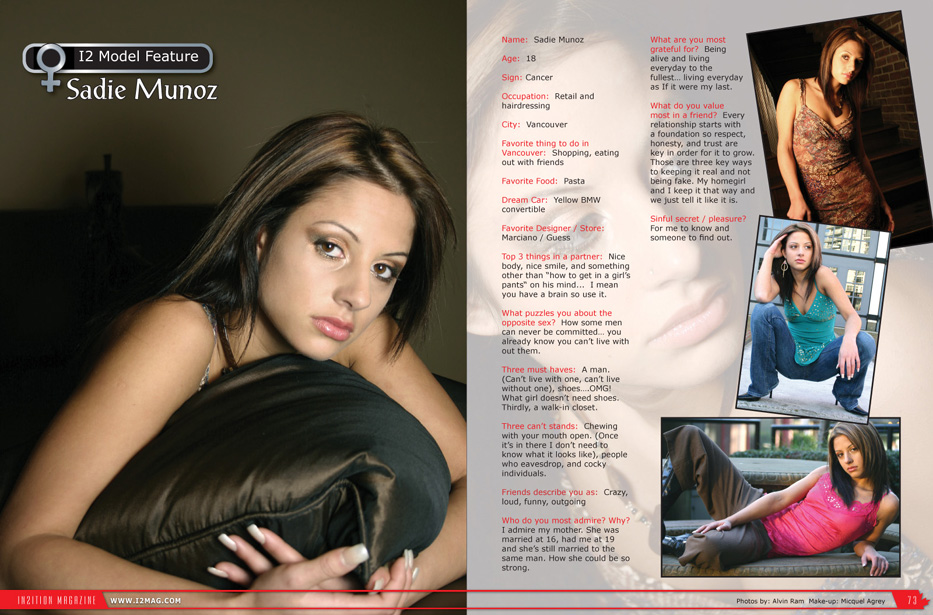 I2 Model Feature
Sadie Munoz
Name: Sadie Munoz
Age: 18
Sign: Cancer
Occupation: Retail and
hairdressing
City: Vancouver
Favorite thing to do in
Vancouver: Shopping, eating
out with friends
Favorite Food: Pasta
Dream Car: Yellow BMW
convertible
Favorite Designer / Store:
Marciano / Guess
Top 3 things in a partner: Nice
body, nice smile, and something
other than "how to get in a girl's
pants" on his mind... I mean
you have a brain so use it.
What puzzles you about the
opposite sex? How some men
can never be committed... you
already know you can't live with
out them.
Three must haves: A man.
(Can't live with one, can't live
without one), shoes....OMG!
What girl doesn't need shoes.
Thirdly, a walk-in closet.
Three can't stands: Chewing
with your mouth open. (Once
it's in there I don't need to
know what it looks like), people
who eavesdrop, and cocky
individuals.
Friends describe you as: Crazy,
loud, funny, outgoing
Who do you most admire? Why?
I admire my mother. She was
married at 16, had me at 19
and she's still married to the
same man. How she could be so
strong.
What are you most
grateful for? Being
alive and living
everyday to the
fullest... living everyday
as If it were my last.
What do you value
most in a friend? Every
relationship starts with
a foundation so respect,
honesty, and trust are
key in order for it to grow.
Those are three key ways
to keeping it real and not
being fake. My homegirl
and I keep it that way and
we just tell it like it is.
Sinful secret / pleasure?
For me to know and
someone to find out.
IN2ITION MAGAZINE WWW.I2MAG.COM
Photos by: Alvin Ram Make-up: Micquel Agrey 73